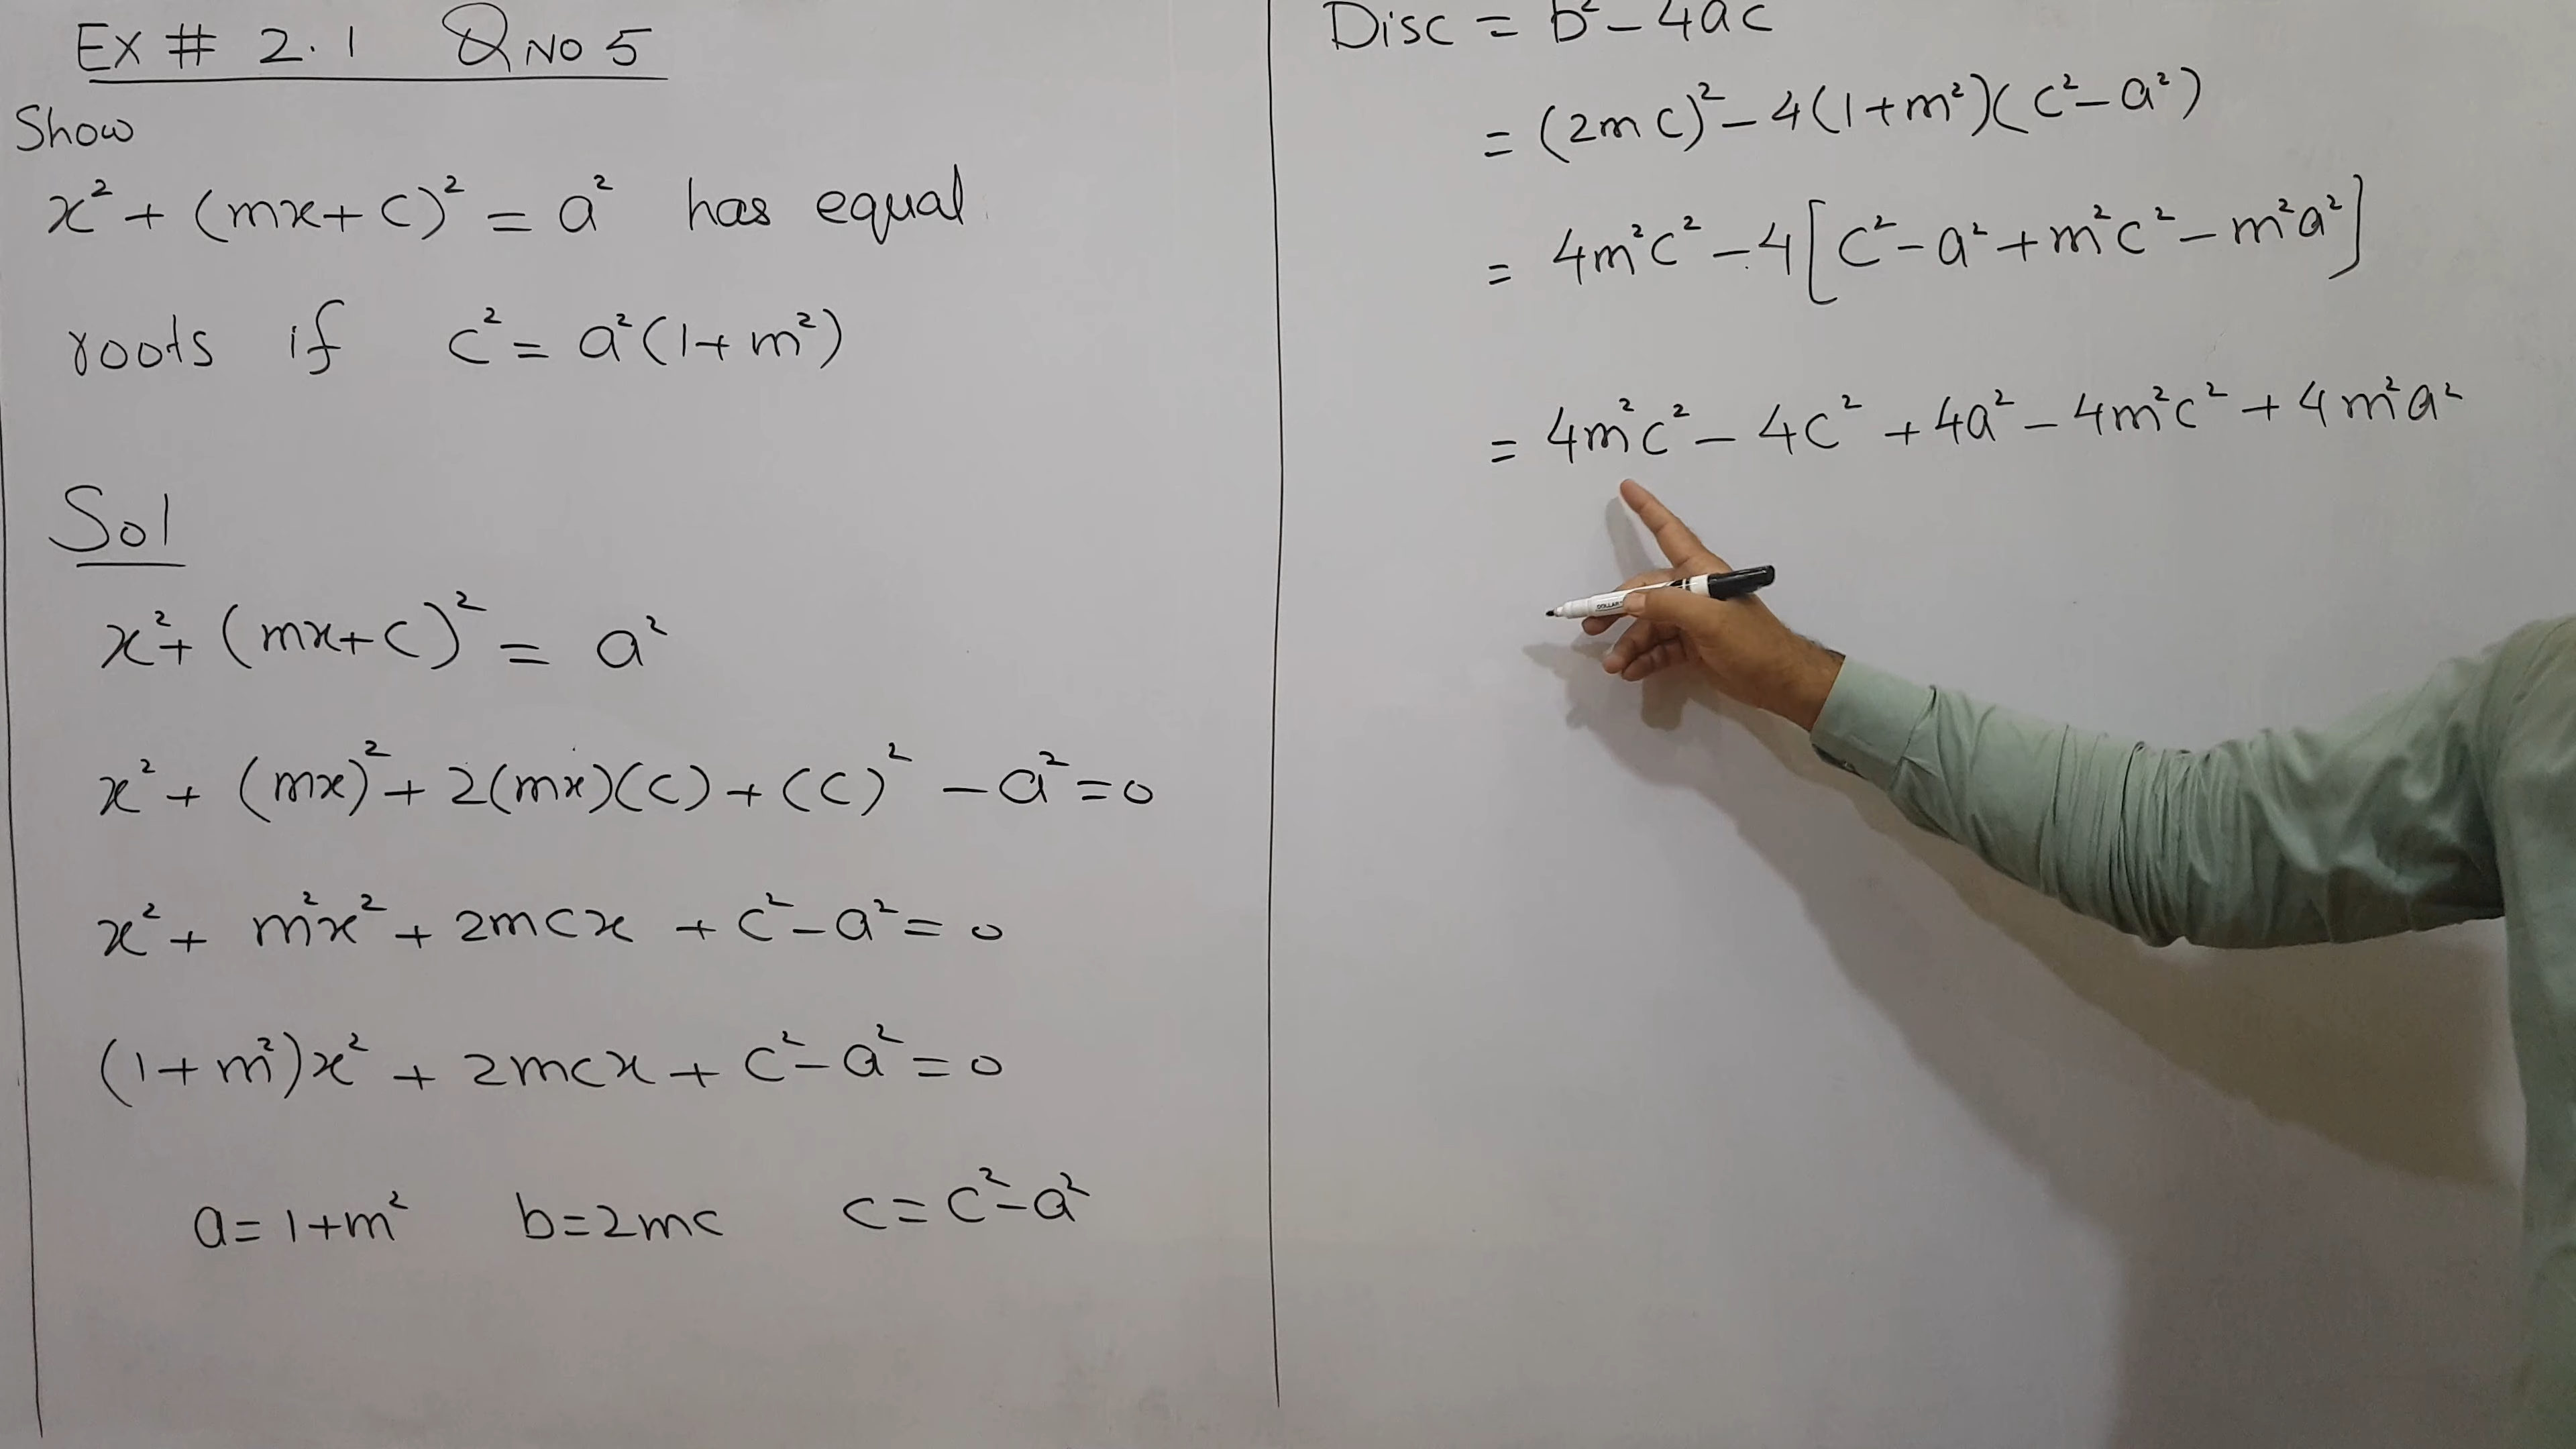 Ex # 2.1 Q No 5
Show
x² + (mx+c)² = a² has equal
roots if c² = a²(1+m²)
Sol
x² + (mx+c)² = a²
x² + (mx)² + 2(mx)(c) + (c)² - a² = 0
x² + m²x² + 2mcx + c² - a² = 0
(1+m²)x² + 2mcx + c² - a² = 0
a = 1+m² b = 2mc c = c² - a²
Disc = b² - 4ac
= (2mc)² - 4(1+m²)(c² - a²)
= 4m²c² - 4[c² - a² + m²c² - m²a²]
= 4m²c² - 4c² + 4a² - 4m²c² + 4m²a²
DOLLAR